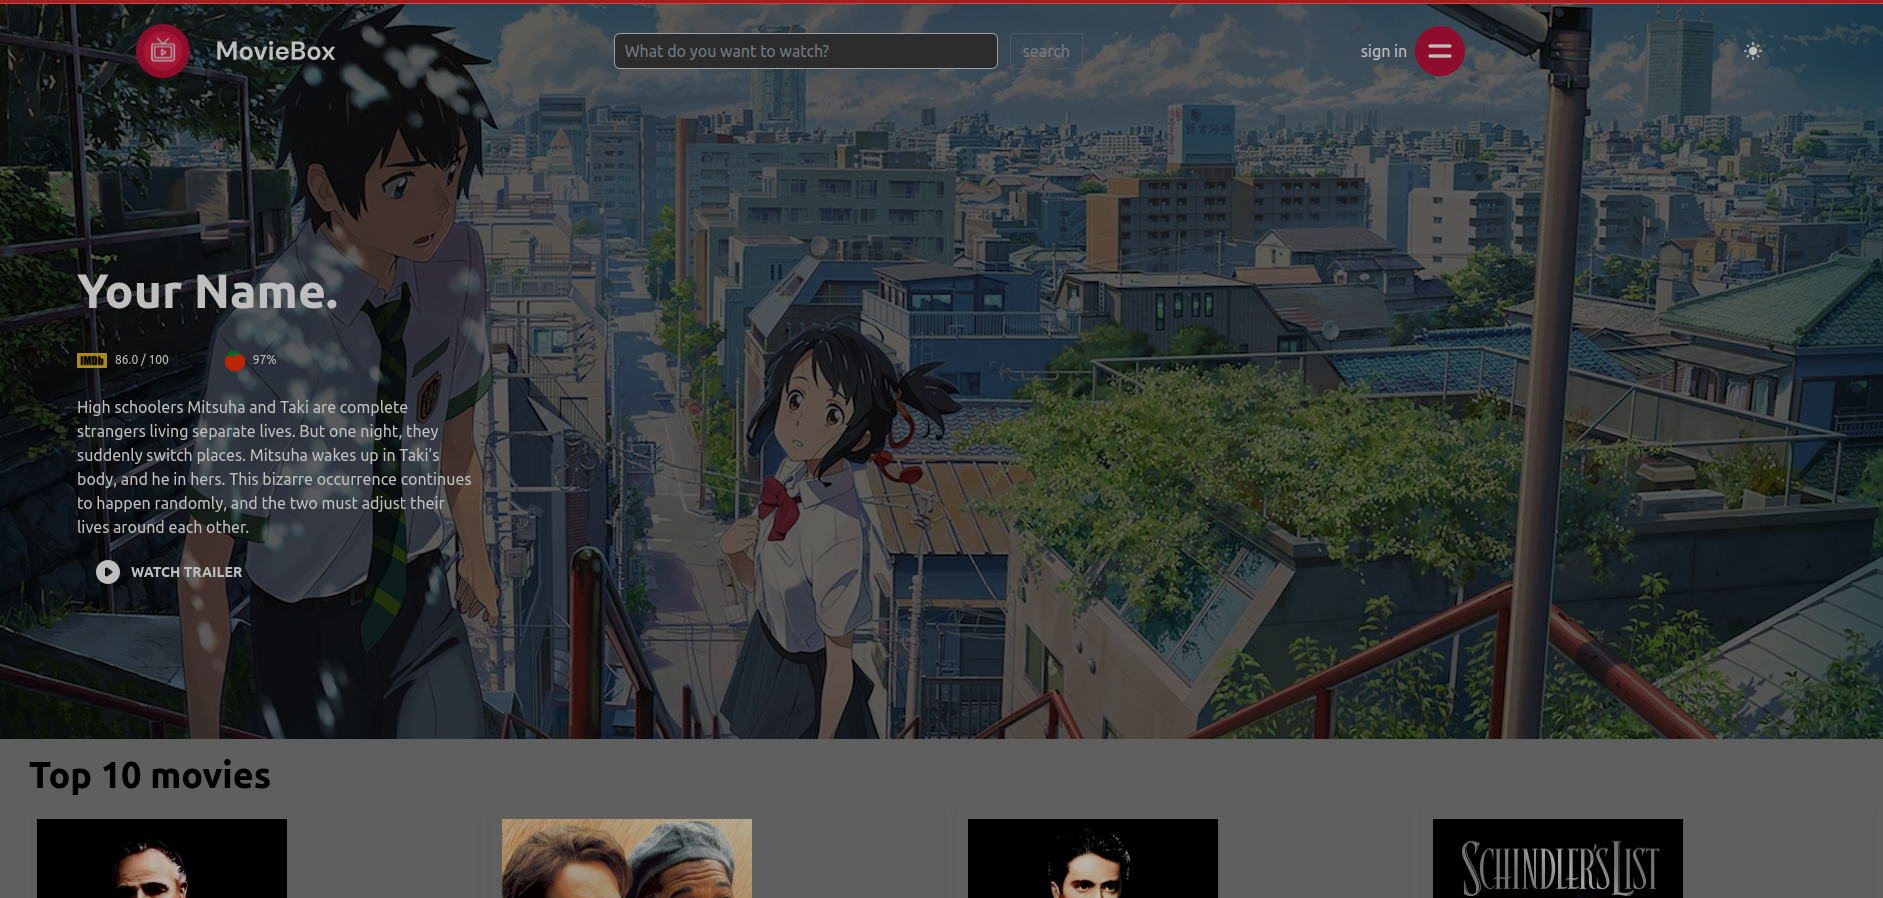 MovieBox
What do you want to watch?
search
sign in
Your Name.
IMDb 86.0 / 100 97%
High schoolers Mitsuha and Taki are complete
strangers living separate lives. But one night, they
suddenly switch places. Mitsuha wakes up in Taki's
body, and he in hers. This bizarre occurrence continues
to happen randomly, and the two must adjust their
lives around each other.
WATCH TRAILER
Top 10 movies
SCHINDLER'S LIST